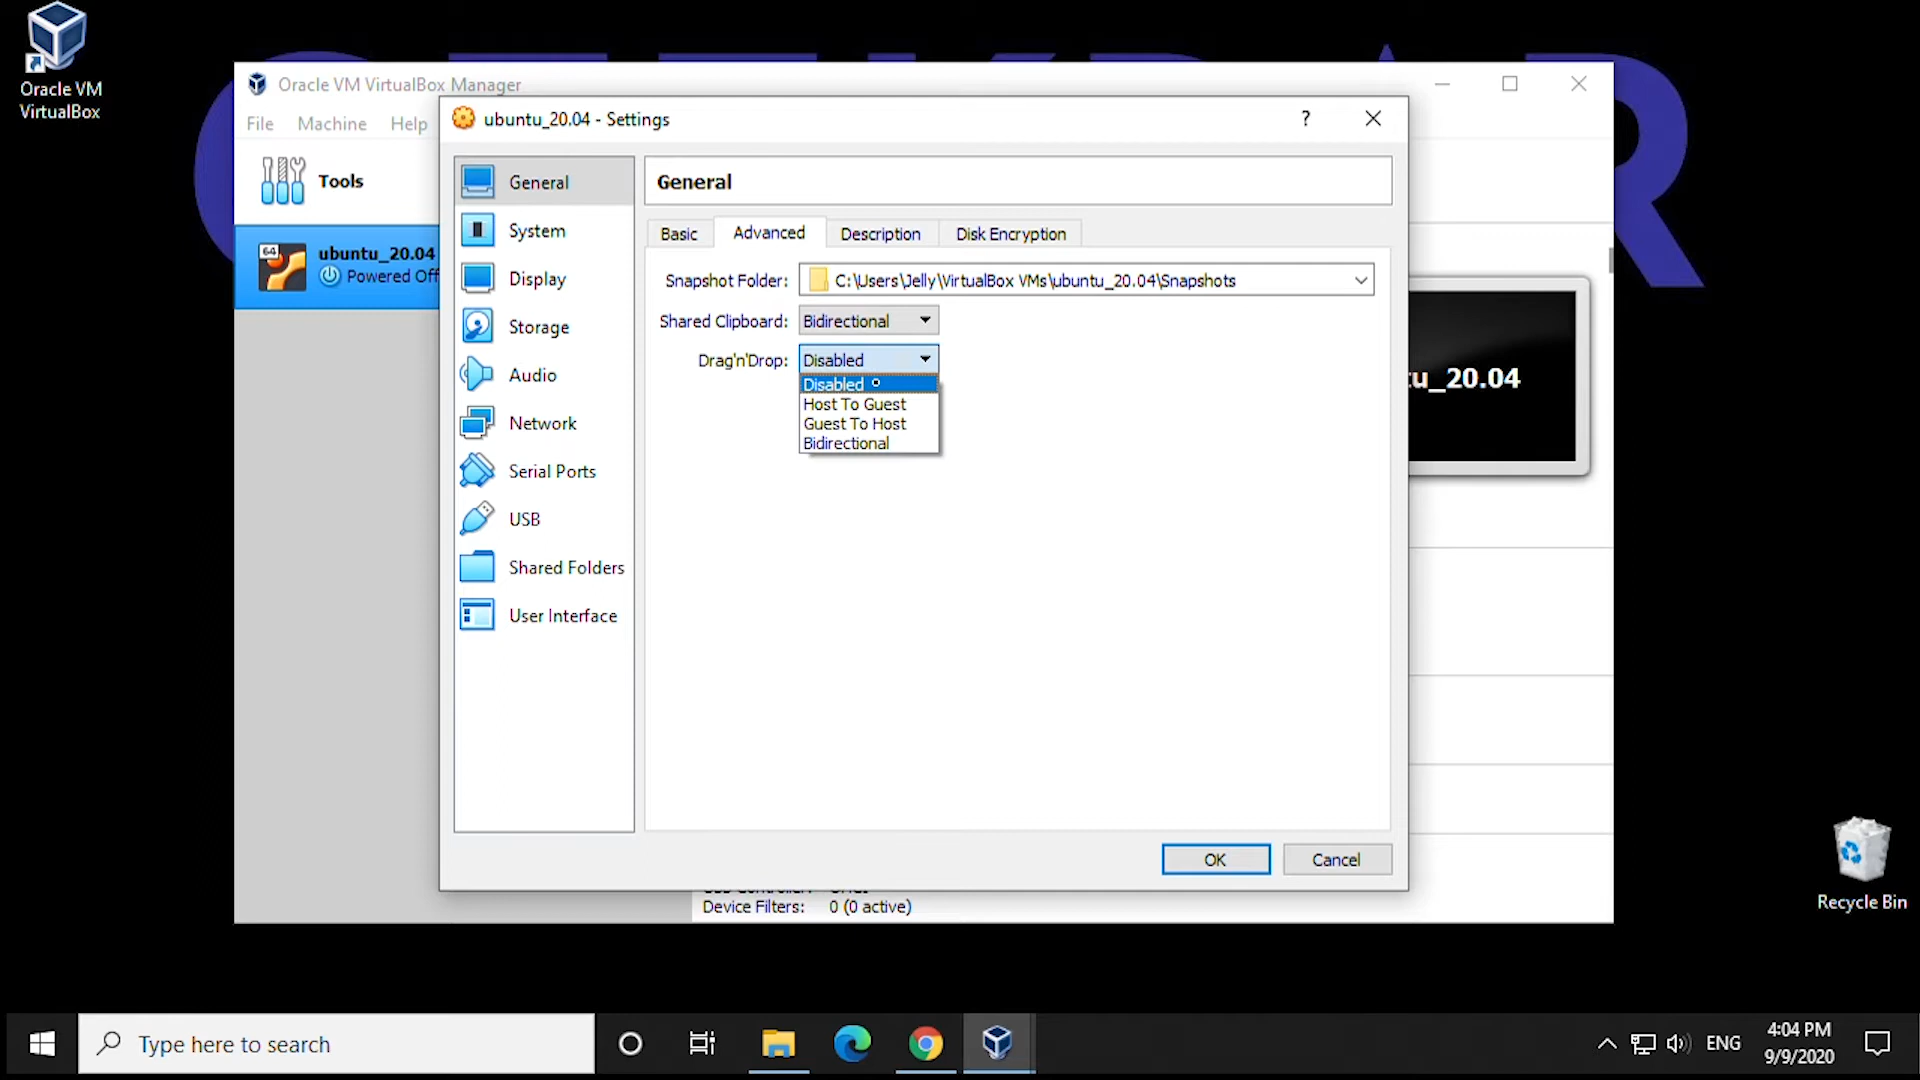 Oracle VM
VirtualBox
Oracle VM VirtualBox Manager
File Machine Help
Tools
64
ubuntu_20.04
Powered Off
ubuntu_20.04 - Settings
?
General
System
Display
Storage
Audio
Network
Serial Ports
USB
Shared Folders
User Interface
General
Basic Advanced Description Disk Encryption
Snapshot Folder: C:\Users\Jelly\VirtualBox VMs\ubuntu_20.04\Snapshots
Shared Clipboard: Bidirectional
Drag'n'Drop: Disabled
Disabled
Host To Guest
Guest To Host
Bidirectional
OK Cancel
tu_20.04
Device Filters: 0 (0 active)
Recycle Bin
Type here to search
ENG
4:04 PM
9/9/2020